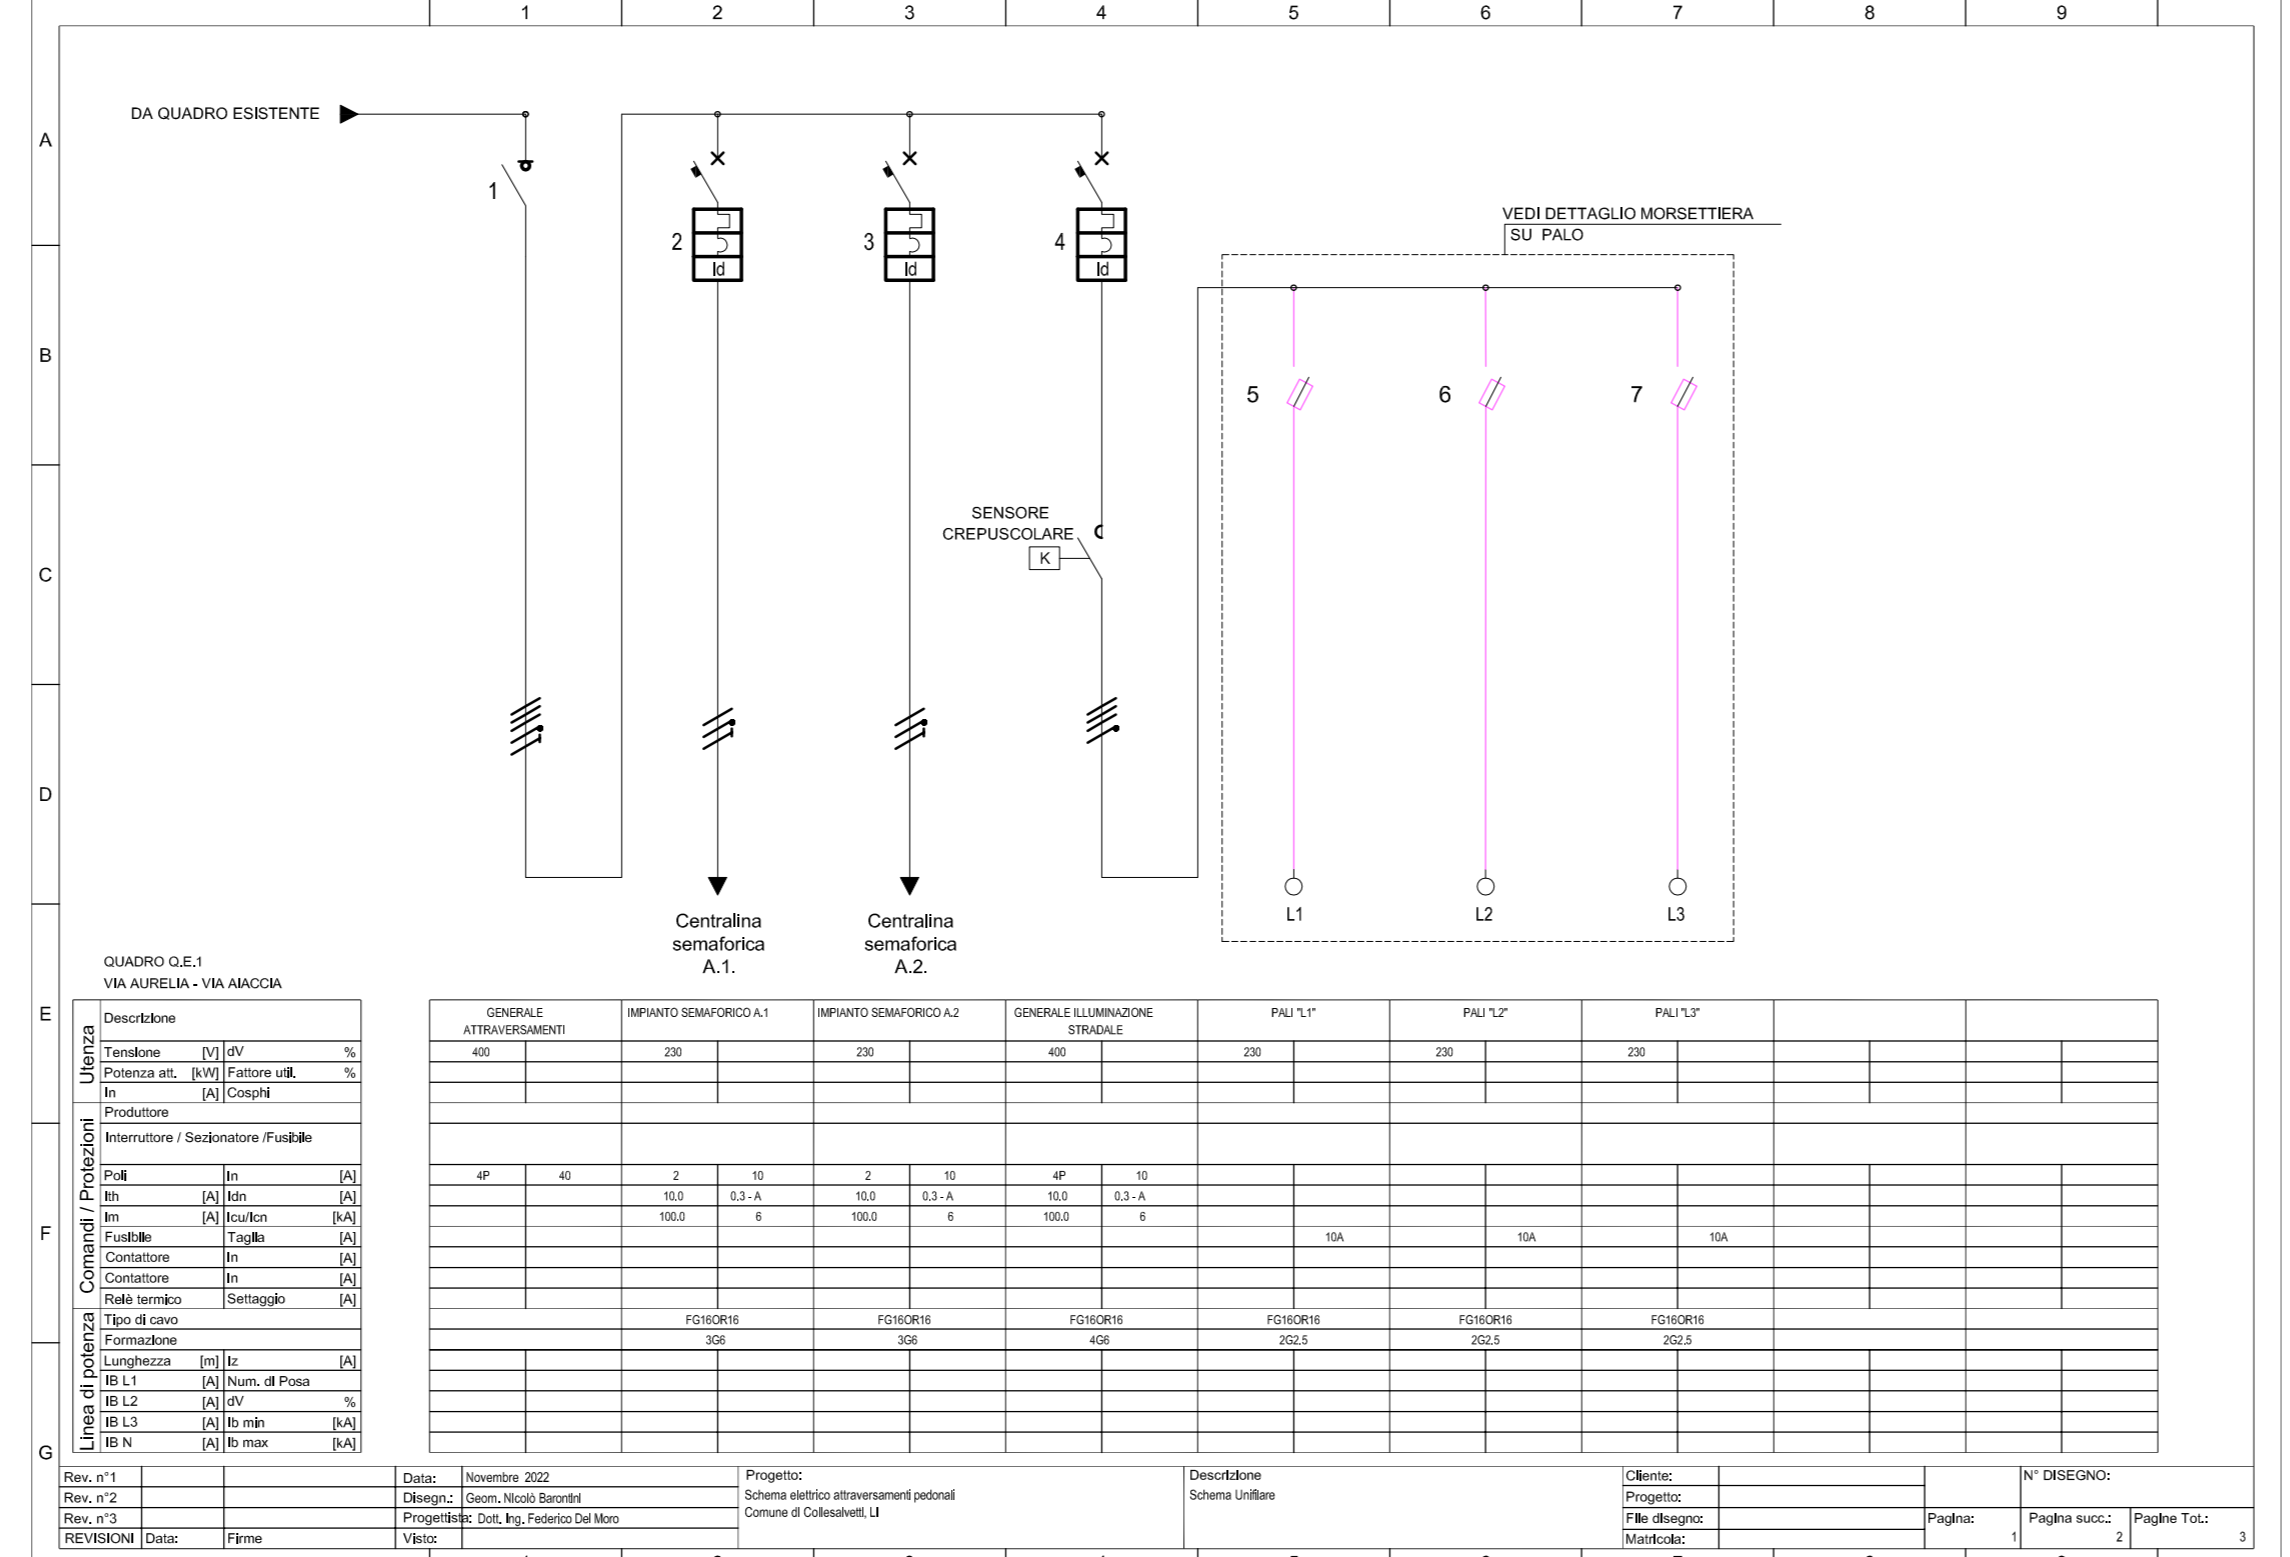 1 2 3 4 5 6 7 8 9
DA QUADRO ESISTENTE
A
1
VEDI DETTAGLIO MORSETTIERA
SU PALO
2 3 4
Id Id Id
B
5 6 7
SENSORE
CREPUSCOLARE
K
C
D
Centralina
semaforica
A.1.
Centralina
semaforica
A.2.
L1 L2 L3
QUADRO Q.E.1
VIA AURELIA - VIA AIACCIA
E
Utenza
Descrizione GENERALE ATTRAVERSAMENTI IMPIANTO SEMAFORICO A.1 IMPIANTO SEMAFORICO A.2 GENERALE ILLUMINAZIONE STRADALE PALI "L1" PALI "L2" PALI "L3"
Tensione [V] dV % 400 230 230 400 230 230 230
Potenza att. [kW] Fattore util. %
In [A] Cosphi
Comandi / Protezioni
Produttore
Interruttore / Sezionatore /Fusibile
Poli In [A] 4P 40 2 10 2 10 4P 10
Ith [A] Idn [A] 10.0 0.3 - A 10.0 0.3 - A 10.0 0.3 - A
Im [A] Icu/Icn [kA] 100.0 6 100.0 6 100.0 6
F
Fusibile Taglia [A] 10A 10A 10A
Contattore In [A]
Contattore In [A]
Relè termico Settaggio [A]
Linea di potenza
Tipo di cavo FG16OR16 FG16OR16 FG16OR16 FG16OR16 FG16OR16 FG16OR16
Formazione 3G6 3G6 4G6 2G2.5 2G2.5 2G2.5
Lunghezza [m] Iz [A]
IB L1 [A] Num. di Posa
IB L2 [A] dV %
IB L3 [A] Ib min [kA]
IB N [A] Ib max [kA]
G
Rev. n°1
Rev. n°2
Rev. n°3
REVISIONI Data: Firme
Data: Novembre 2022
Disegn.: Geom. Nicolò Barontini
Progettista: Dott. Ing. Federico Del Moro
Visto:
Progetto:
Schema elettrico attraversamenti pedonali
Comune di Collesalvetti, LI
Descrizione
Schema Unifilare
Cliente:
Progetto:
File disegno:
Matricola:
N° DISEGNO:
Pagina: 1
Pagina succ.: 2
Pagine Tot.: 3